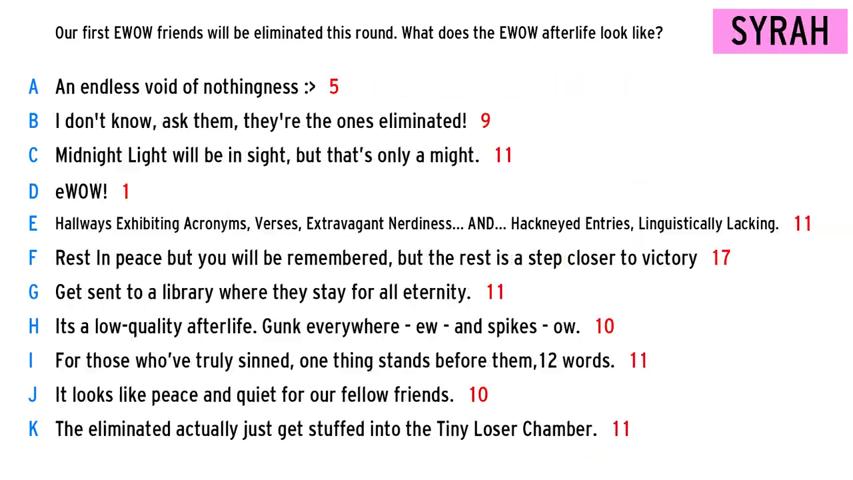 Our first EWOW friends will be eliminated this round. What does the EWOW afterlife look like?
SYRAH
A An endless void of nothingness :> 5
B I don't know, ask them, they're the ones eliminated! 9
C Midnight Light will be in sight, but that's only a might. 11
D eWOW! 1
E Hallways Exhibiting Acronyms, Verses, Extravagant Nerdiness... AND... Hackneyed Entries, Linguistically Lacking. 11
F Rest In peace but you will be remembered, but the rest is a step closer to victory 17
G Get sent to a library where they stay for all eternity. 11
H Its a low-quality afterlife. Gunk everywhere - ew - and spikes - ow. 10
I For those who've truly sinned, one thing stands before them,12 words. 11
J It looks like peace and quiet for our fellow friends. 10
K The eliminated actually just get stuffed into the Tiny Loser Chamber. 11